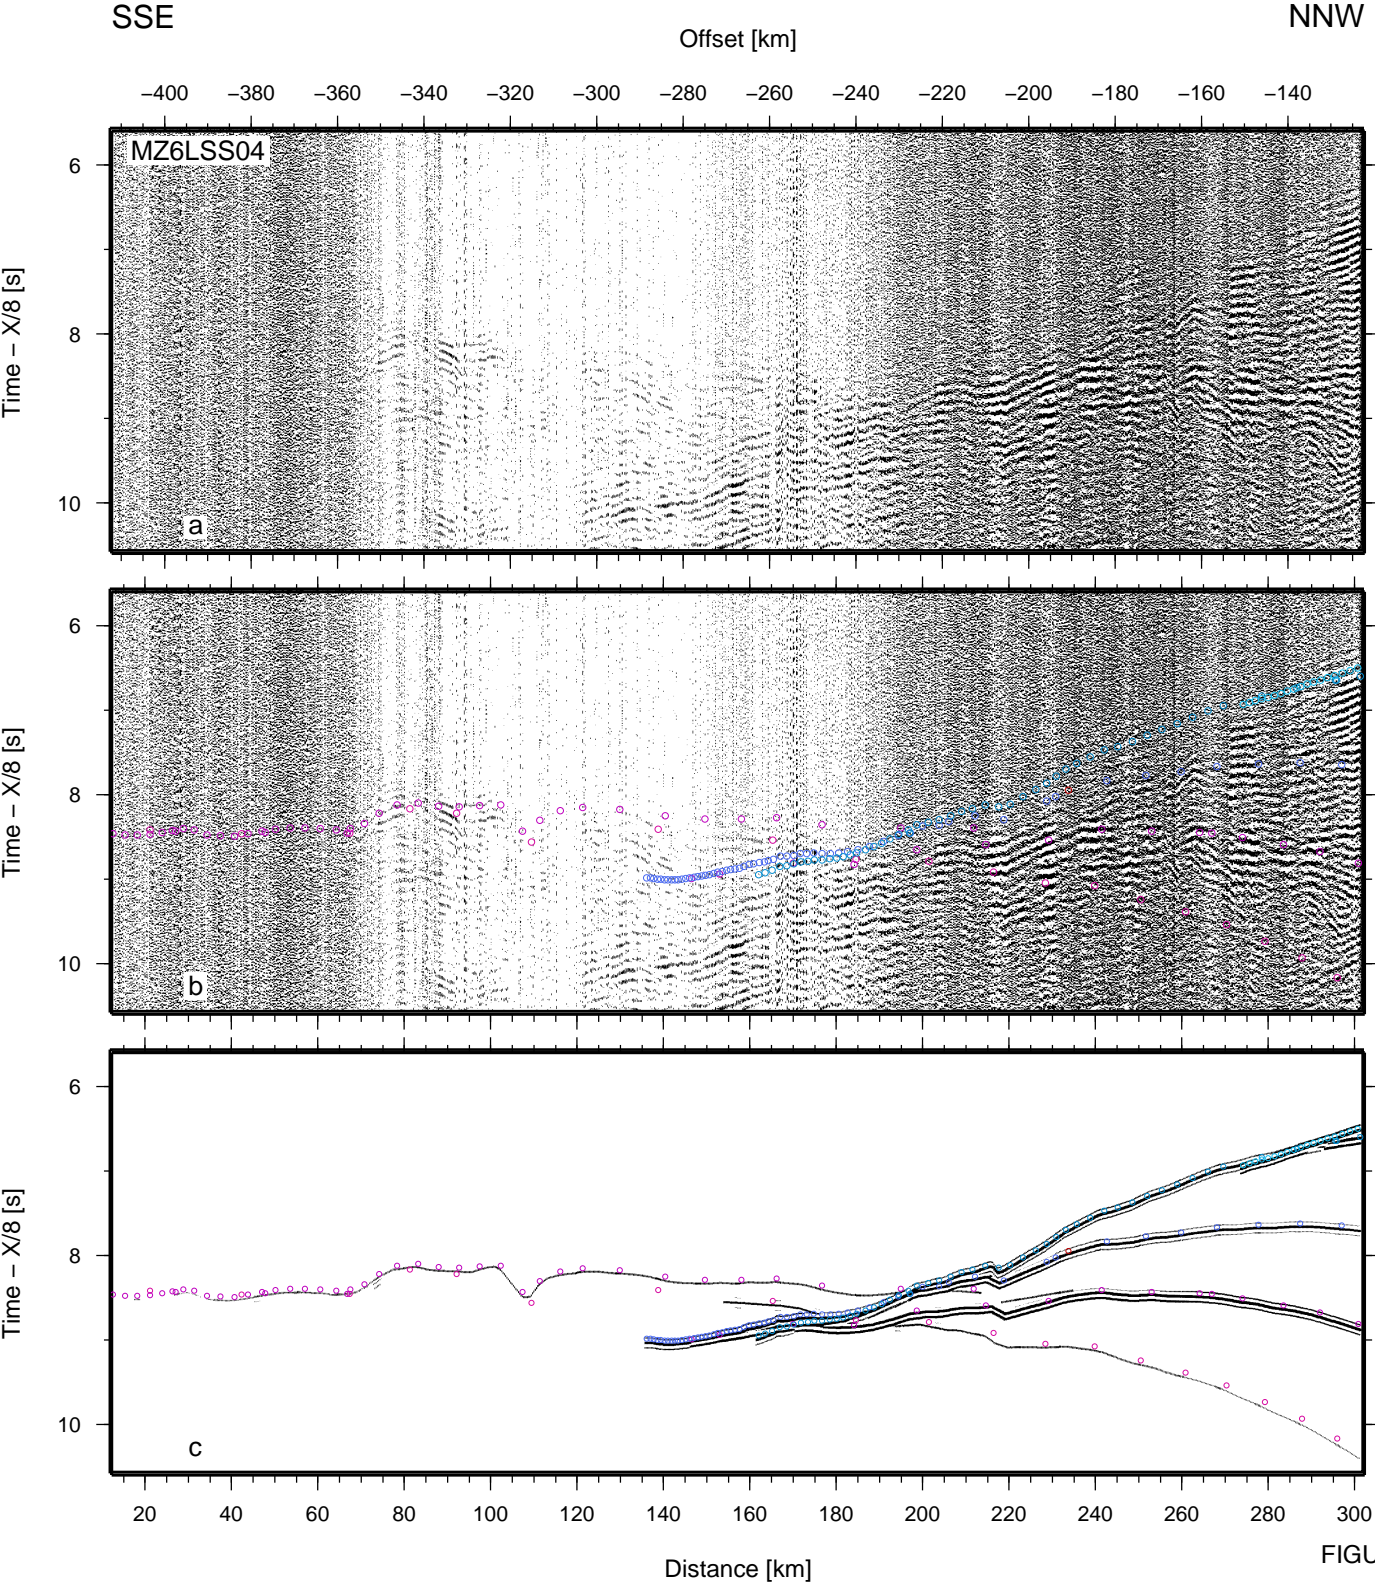 SSE NNW
Offset [km]
−400 −380 −360 −340 −320 −300 −280 −260 −240 −220 −200 −180 −160 −140
MZ6LSS04
6
8
10
Time − X/8 [s]
a
6
8
10
Time − X/8 [s]
b
6
8
10
Time − X/8 [s]
c
20 40 60 80 100 120 140 160 180 200 220 240 260 280 300
Distance [km]
FIGU